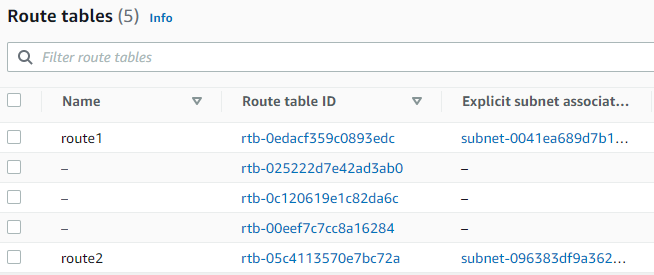 Route tables (5) Info
Filter route tables
Name Route table ID Explicit subnet associat...
route1 rtb-0edacf359c0893edc subnet-0041ea689d7b1...
– rtb-025222d7e42ad3ab0 –
– rtb-0c120619e1c82da6c –
– rtb-00eef7c7cc8a16284 –
route2 rtb-05c4113570e7bc72a subnet-096383df9a362...